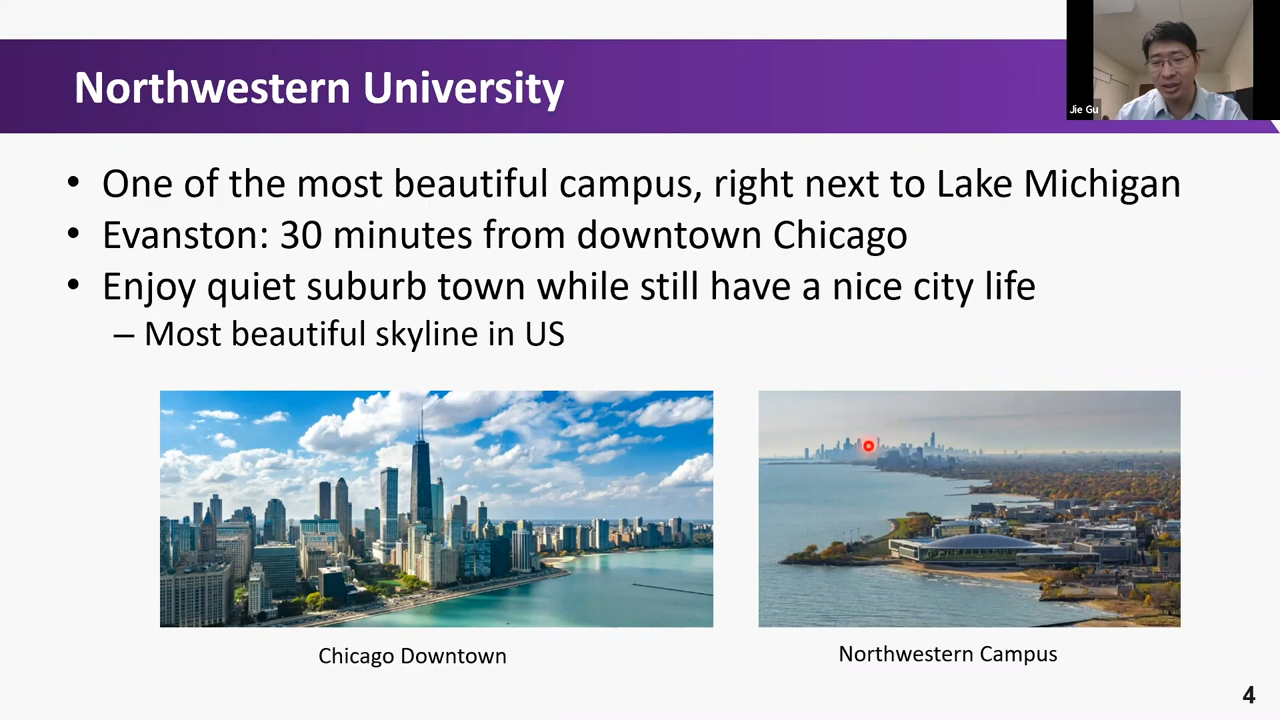 Northwestern University
Jie Gu
• One of the most beautiful campus, right next to Lake Michigan
• Evanston: 30 minutes from downtown Chicago
• Enjoy quiet suburb town while still have a nice city life
– Most beautiful skyline in US
Chicago Downtown
Northwestern Campus
4